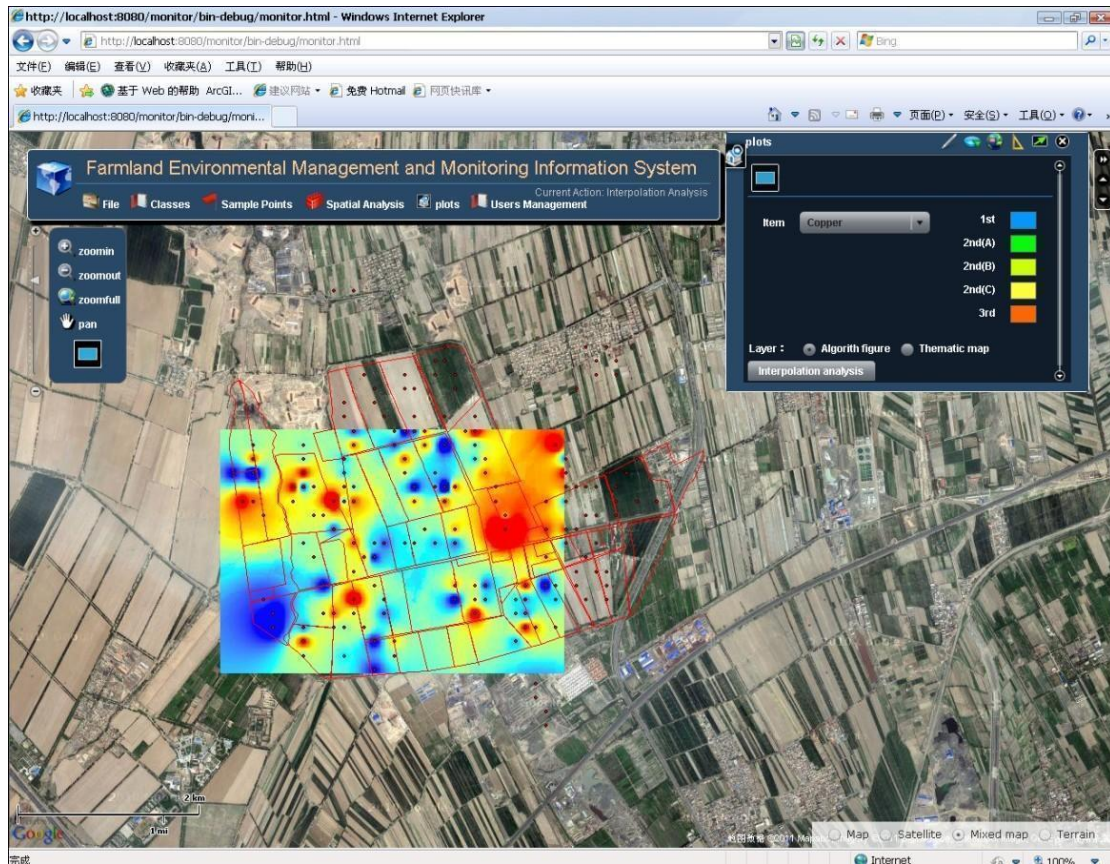 http://localhost:8080/monitor/bin-debug/monitor.html - Windows Internet Explorer
http://localhost:8080/monitor/bin-debug/monitor.html
Bing
文件(F) 编辑(E) 查看(V) 收藏夹(A) 工具(T) 帮助(H)
收藏夹 基于 Web 的帮助 ArcGI... 建议网站 免费 Hotmail 网页快讯库
http://localhost:8080/monitor/bin-debug/moni...
页面(P) 安全(S) 工具(O)
Farmland Environmental Management and Monitoring Information System
Current Action: Interpolation Analysis
File Classes Sample Points Spatial Analysis plots Users Management
zoomin
zoomout
zoomfull
pan
plots
Item Copper 1st
2nd(A)
2nd(B)
2nd(C)
3rd
Layer : Algorith figure Thematic map
Interpolation analysis
2 km
1 mi
Google
地图数据 ©2011
Map Satellite Mixed map Terrain
完成
Internet 100%